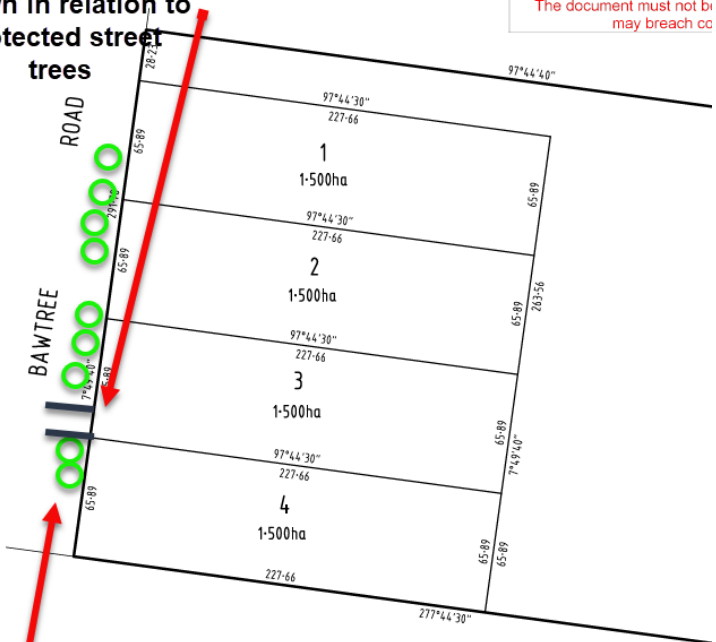 n in relation to
tected street
trees
The document must not be
may breach co
97°44'40"
ROAD
65·89
97°44'30"
227·66
1
1·500ha
65·89
97°44'30"
227·66
65·89
2
1·500ha
65·89
263·56
BAWTREE
97°44'30"
227·66
7°49'40"
3
1·500ha
65·89
7°49'40"
97°44'30"
227·66
65·89
4
1·500ha
65·89
65·89
227·66
277°44'30"